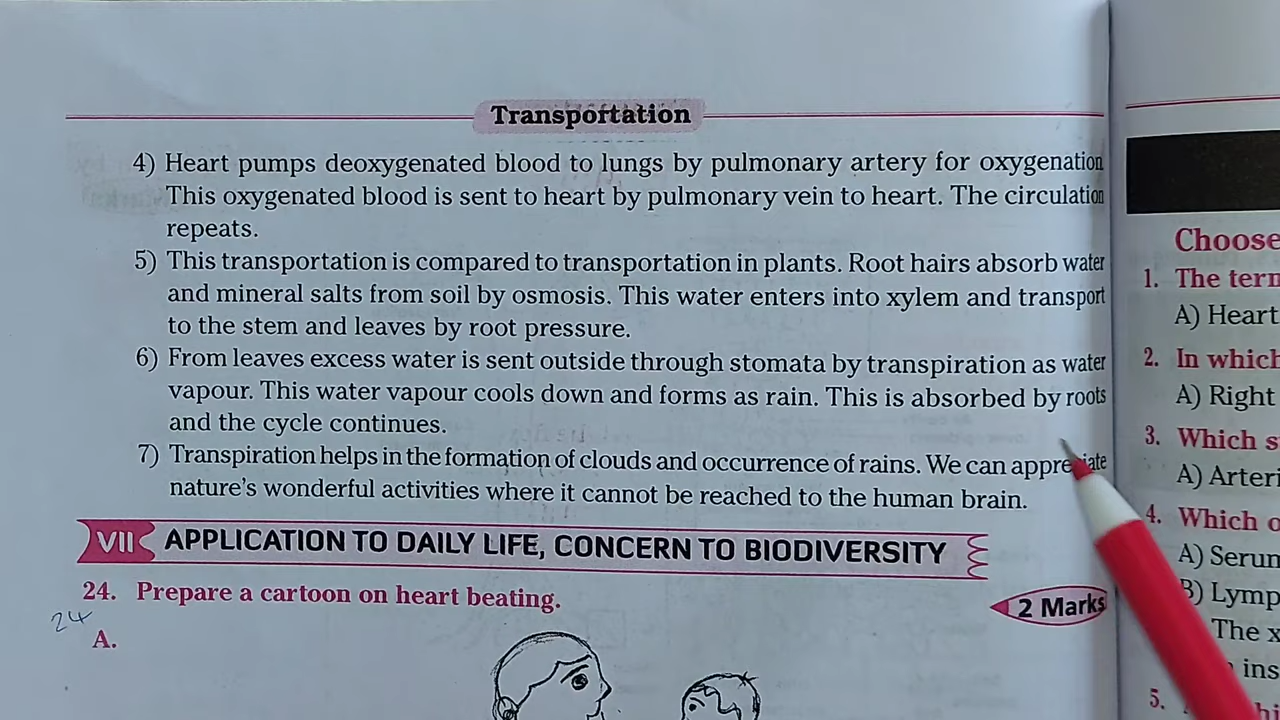 Transportation
4) Heart pumps deoxygenated blood to lungs by pulmonary artery for oxygenation
This oxygenated blood is sent to heart by pulmonary vein to heart. The circulation
repeats.
5) This transportation is compared to transportation in plants. Root hairs absorb water
and mineral salts from soil by osmosis. This water enters into xylem and transport
to the stem and leaves by root pressure.
6) From leaves excess water is sent outside through stomata by transpiration as water
vapour. This water vapour cools down and forms as rain. This is absorbed by roots
and the cycle continues.
7) Transpiration helps in the formation of clouds and occurrence of rains. We can appreciate
nature's wonderful activities where it cannot be reached to the human brain.
VII APPLICATION TO DAILY LIFE, CONCERN TO BIODIVERSITY
24. Prepare a cartoon on heart beating.
2 Marks
24
A.
Choose
1. The
A) Heart
2. In which
A) Right
3. Which
A)
4. Which
A)
B)
The
5.